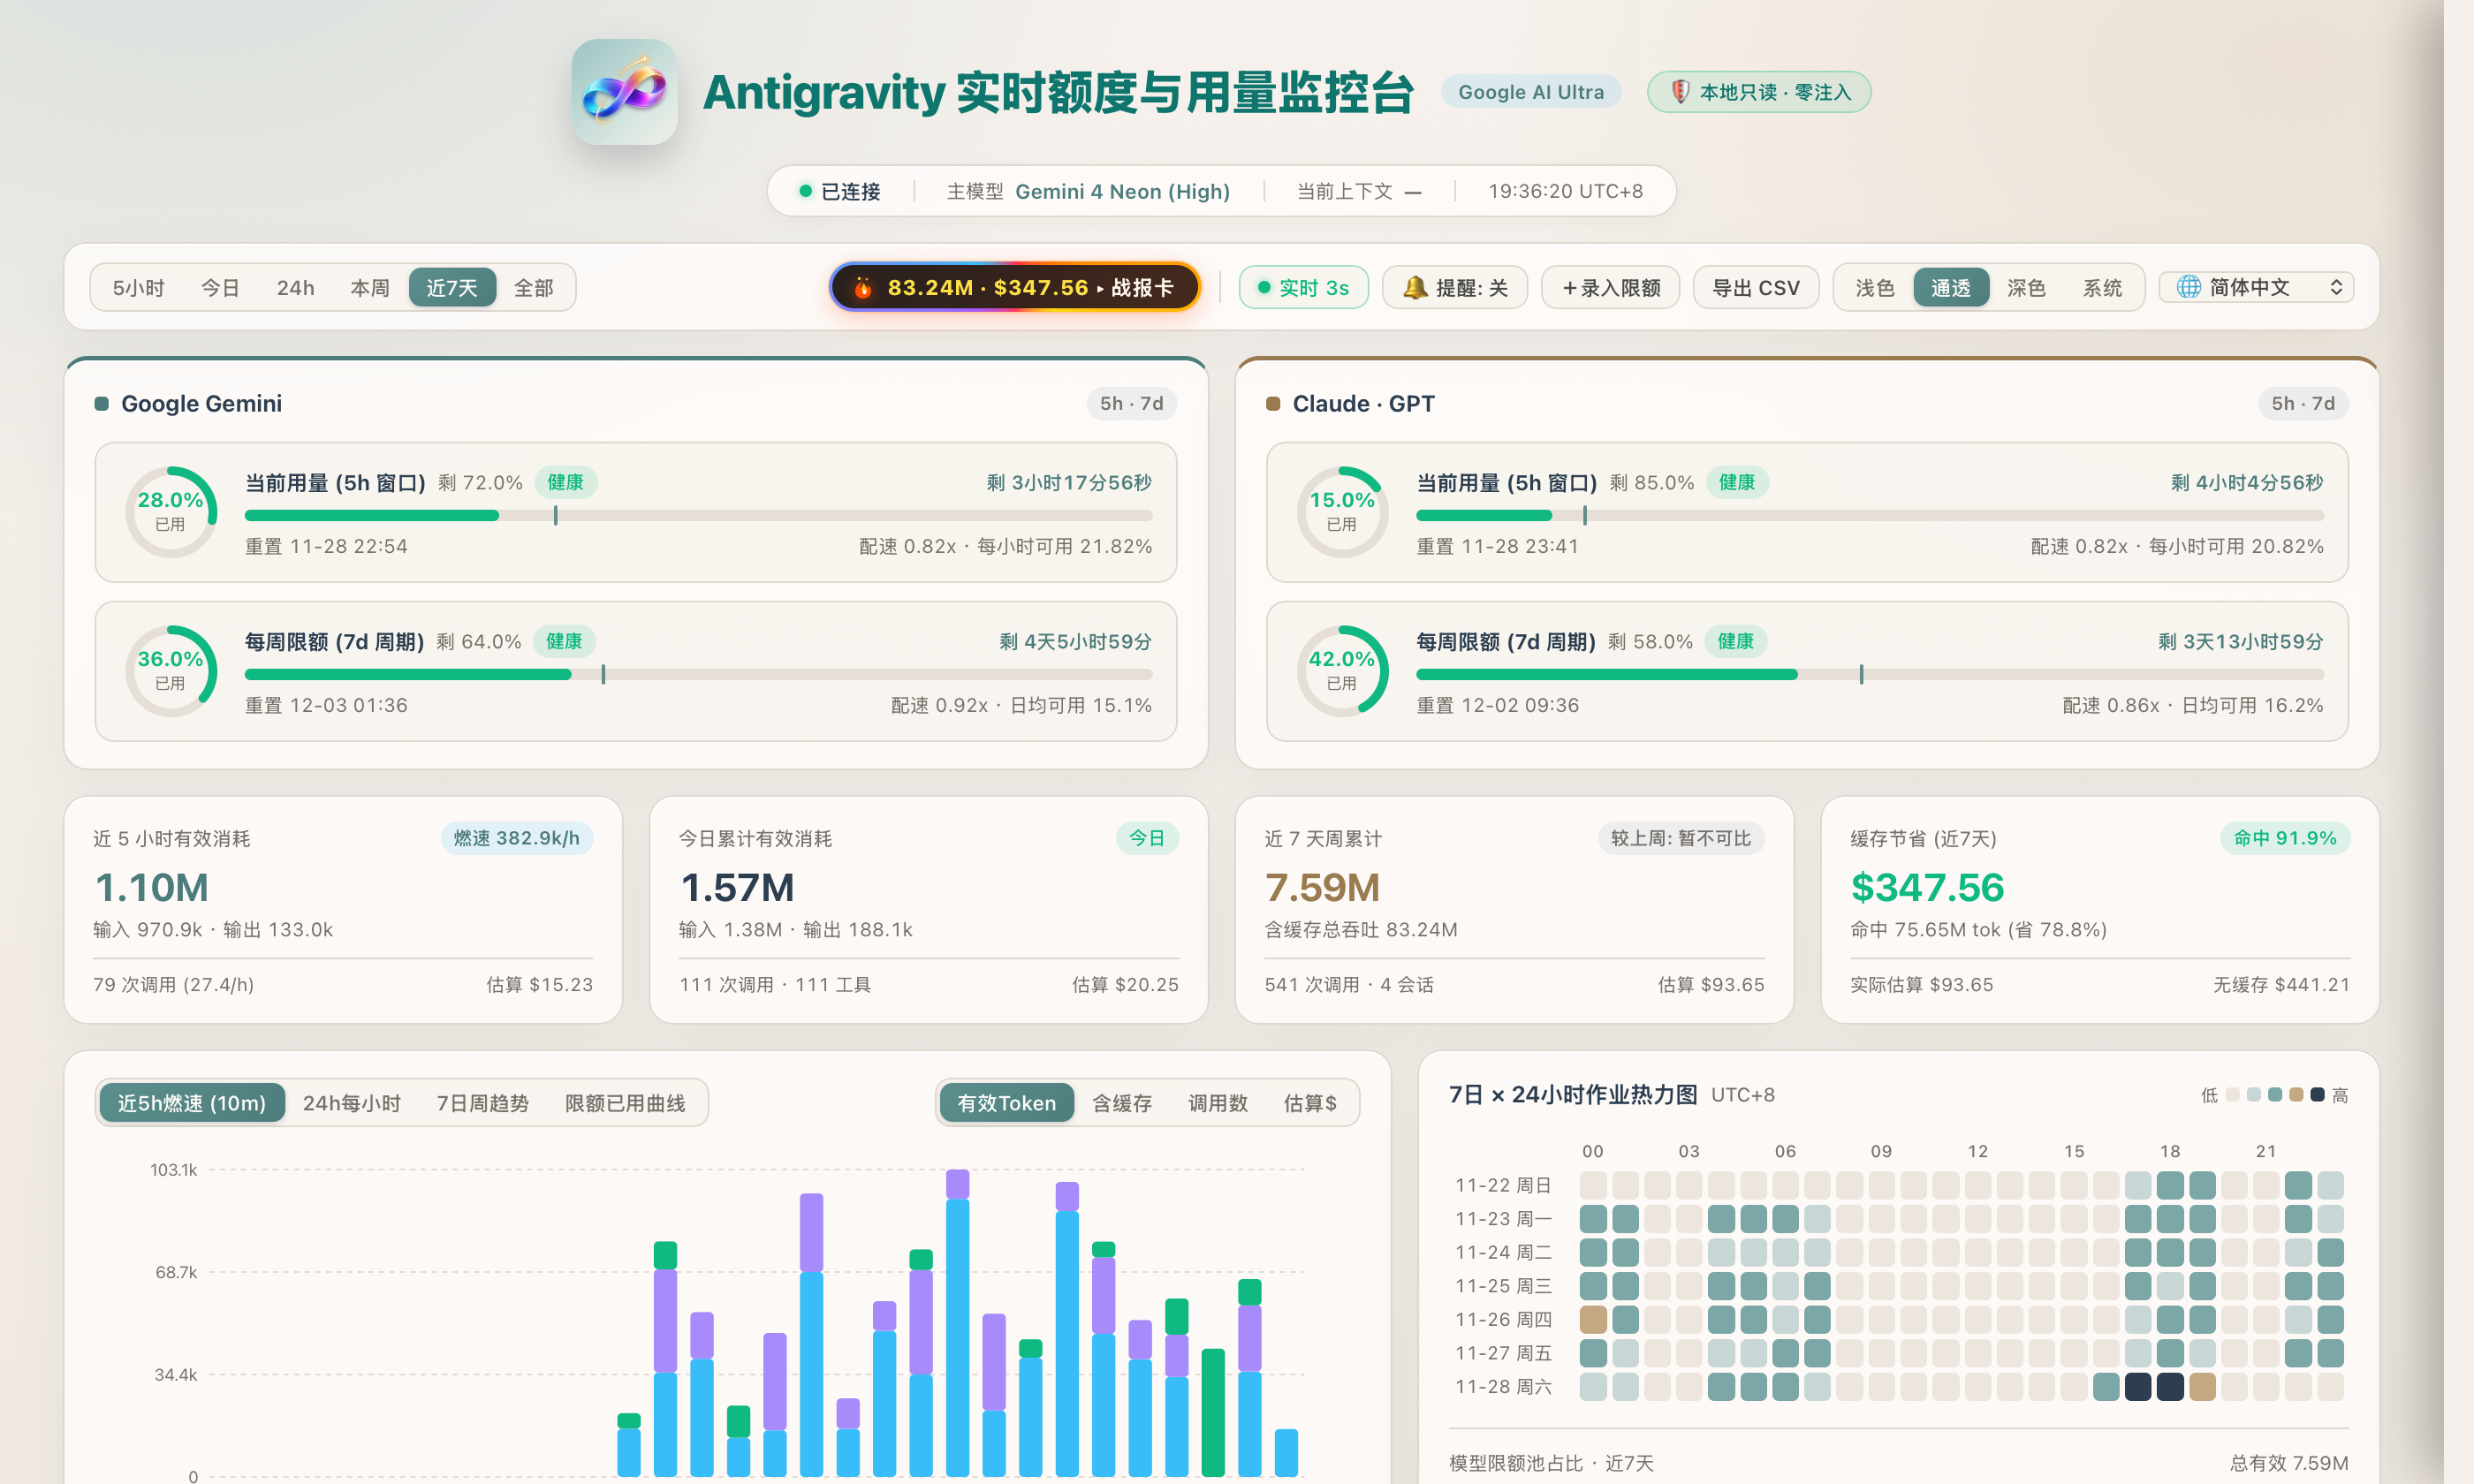 Antigravity 实时额度与用量监控台 Google AI Ultra 本地只读 · 零注入
已连接 主模型 Gemini 4 Neon (High) 当前上下文 — 19:36:20 UTC+8
5小时 今日 24h 本周 近7天 全部 83.24M · $347.56 ▸ 战报卡 实时 3s 提醒: 关 +录入限额 导出 CSV 浅色 通透 深色 系统 简体中文
Google Gemini 5h · 7d
28.0% 已用
当前用量 (5h 窗口) 剩 72.0% 健康 剩 3小时17分56秒
重置 11-28 22:54 配速 0.82x · 每小时可用 21.82%
36.0% 已用
每周限额 (7d 周期) 剩 64.0% 健康 剩 4天5小时59分
重置 12-03 01:36 配速 0.92x · 日均可用 15.1%
Claude · GPT 5h · 7d
15.0% 已用
当前用量 (5h 窗口) 剩 85.0% 健康 剩 4小时4分56秒
重置 11-28 23:41 配速 0.82x · 每小时可用 20.82%
42.0% 已用
每周限额 (7d 周期) 剩 58.0% 健康 剩 3天13小时59分
重置 12-02 09:36 配速 0.86x · 日均可用 16.2%
近 5 小时有效消耗 燃速 382.9k/h
1.10M
输入 970.9k · 输出 133.0k
79 次调用 (27.4/h) 估算 $15.23
今日累计有效消耗 今日
1.57M
输入 1.38M · 输出 188.1k
111 次调用 · 111 工具 估算 $20.25
近 7 天周累计 较上周: 暂不可比
7.59M
含缓存总吞吐 83.24M
541 次调用 · 4 会话 估算 $93.65
缓存节省 (近7天) 命中 91.9%
$347.56
命中 75.65M tok (省 78.8%)
实际估算 $93.65 无缓存 $441.21
近5h燃速 (10m) 24h每小时 7日周趋势 限额已用曲线 有效Token 含缓存 调用数 估算$
103.1k
68.7k
34.4k
0
7日 × 24小时作业热力图 UTC+8 低 高
00 03 06 09 12 15 18 21
11-22 周日
11-23 周一
11-24 周二
11-25 周三
11-26 周四
11-27 周五
11-28 周六
模型限额池占比 · 近7天 总有效 7.59M